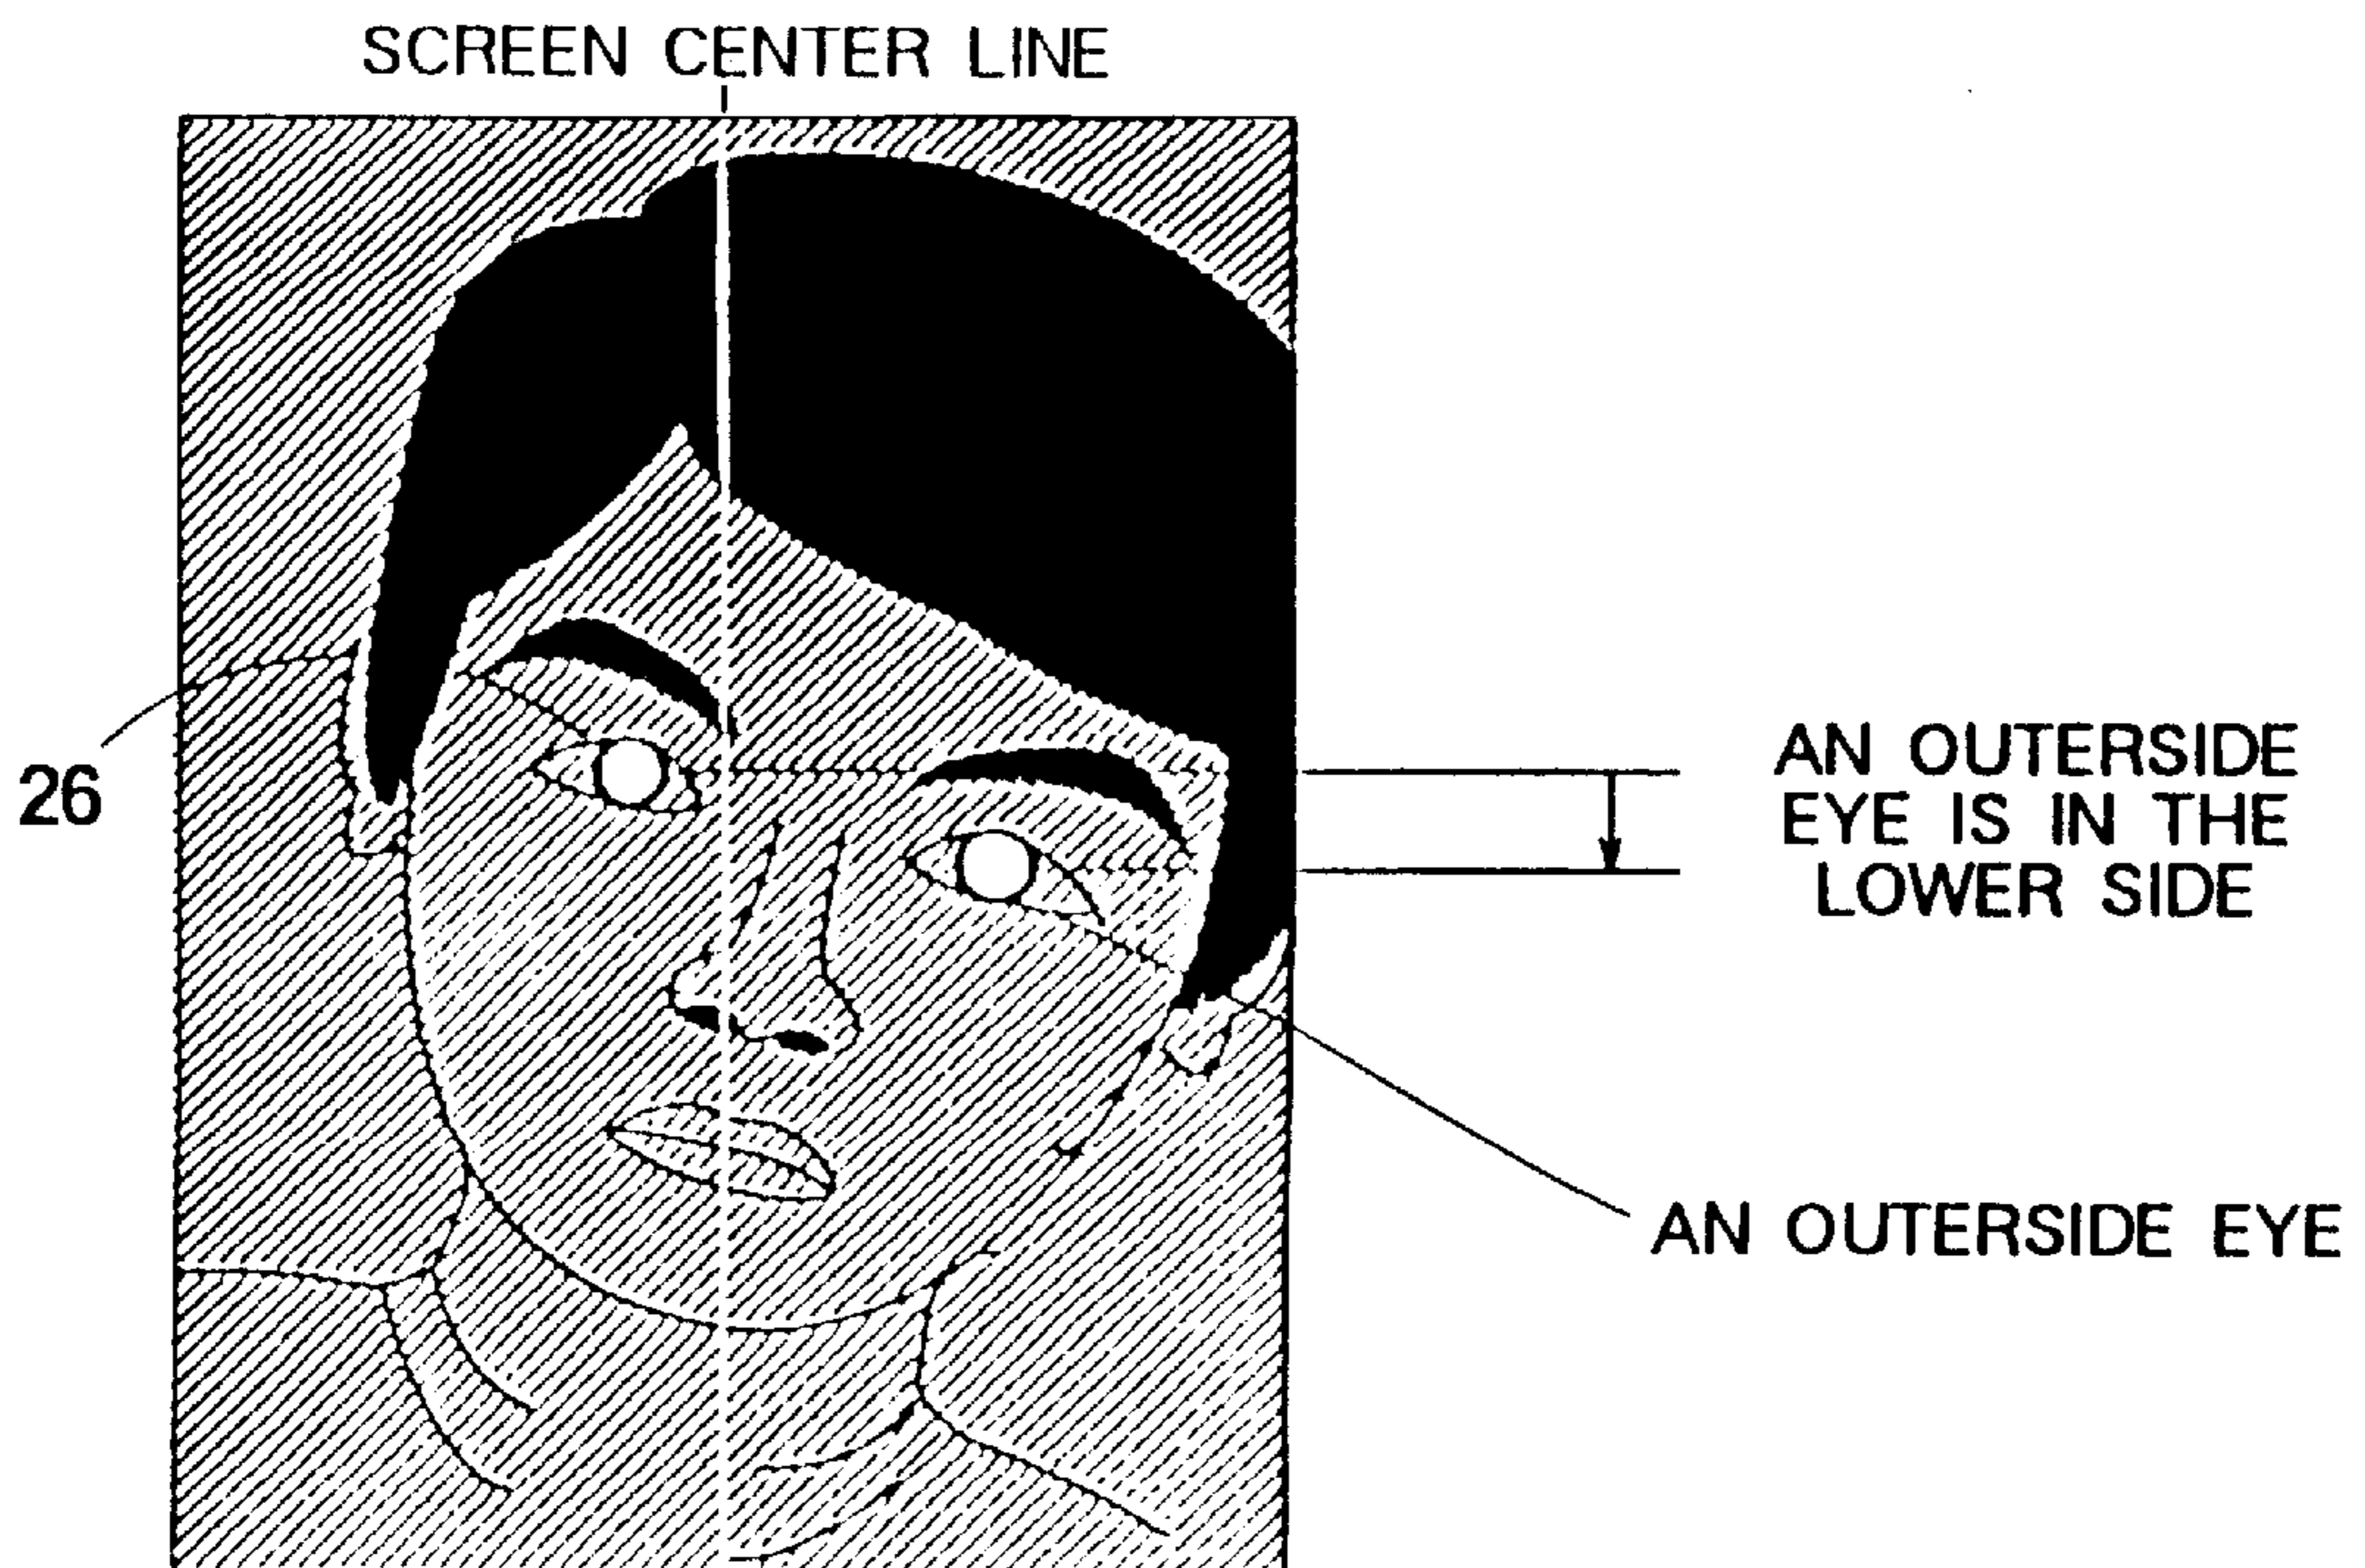 SCREEN CENTER LINE
26
AN OUTERSIDE
EYE IS IN THE
LOWER SIDE
AN OUTERSIDE EYE